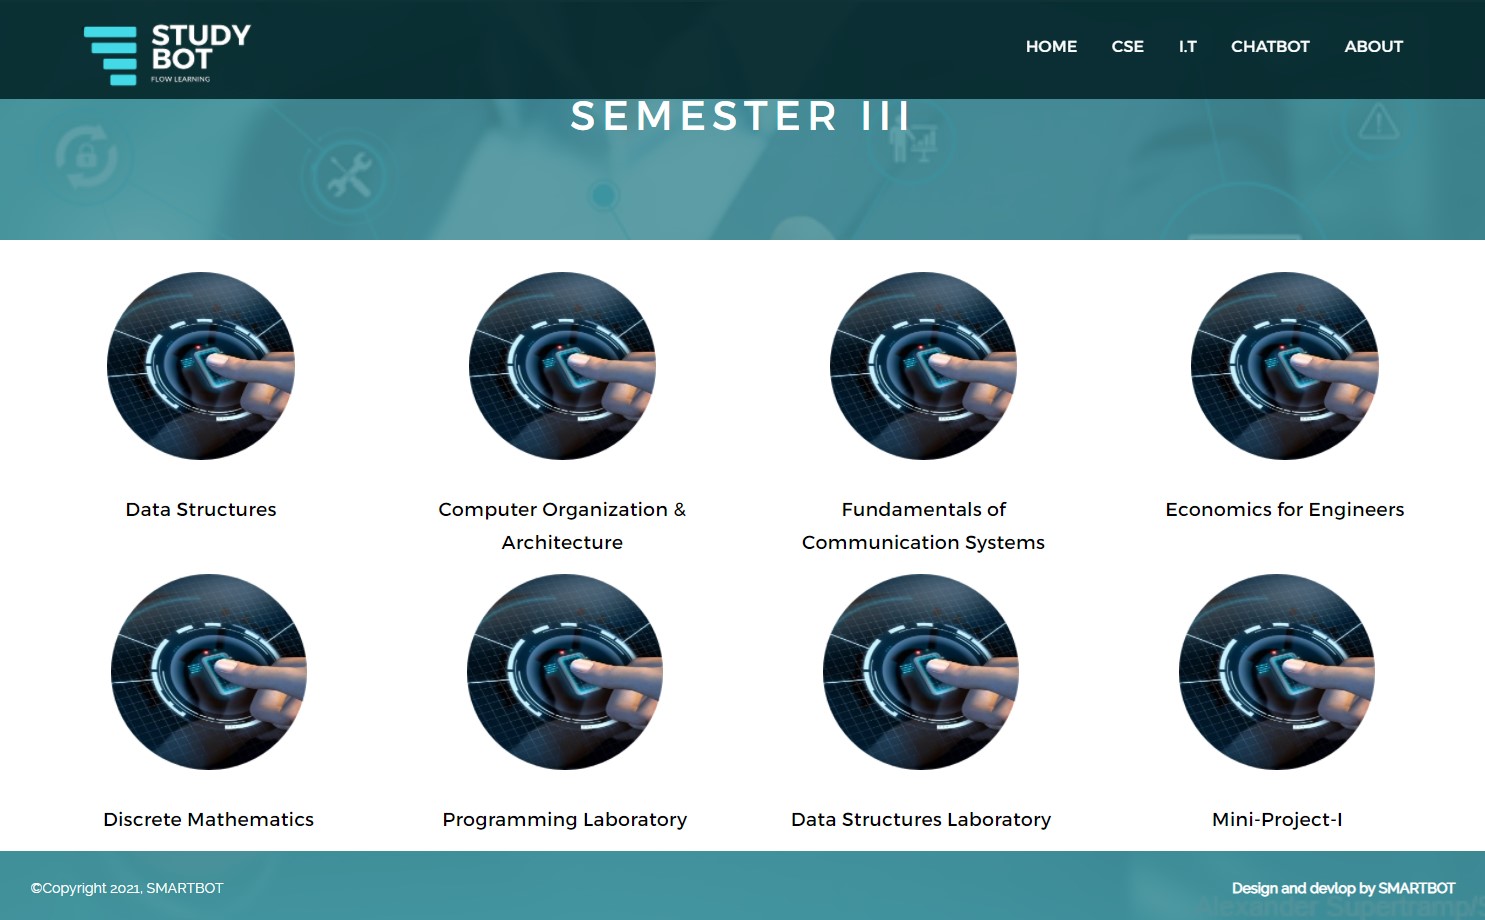 STUDY
BOT
FLOW LEARNING
HOME CSE I.T CHATBOT ABOUT
SEMESTER III
Data Structures
Computer Organization &
Architecture
Fundamentals of
Communication Systems
Economics for Engineers
Discrete Mathematics
Programming Laboratory
Data Structures Laboratory
Mini-Project-I
©Copyright 2021, SMARTBOT
Design and devlop by SMARTBOT
Alexander Supertramp/S